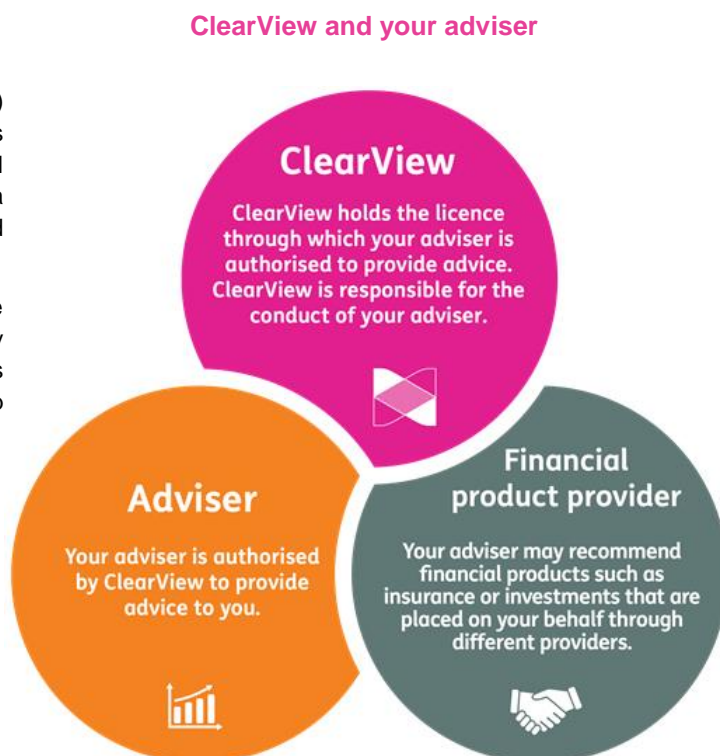 ClearView and your adviser
ClearView
ClearView holds the licence
through which your adviser is
authorised to provide advice.
ClearView is responsible for the
conduct of your adviser.
Adviser
Your adviser is authorised
by ClearView to provide
advice to you.
Financial
product provider
Your adviser may recommend
financial products such as
insurance or investments that are
placed on your behalf through
different providers.